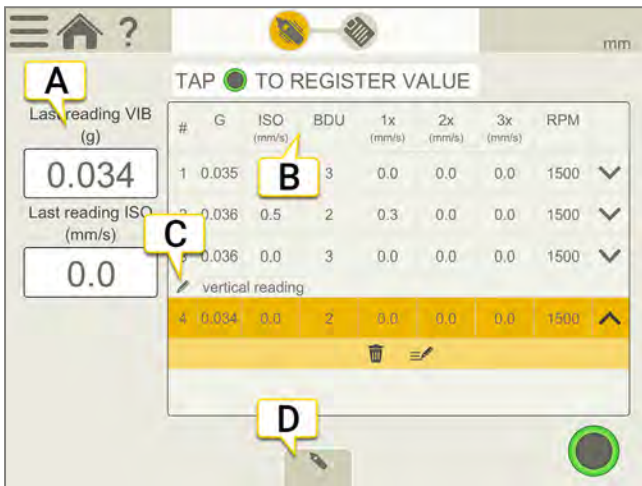 ?
mm
TAP TO REGISTER VALUE
A
Last reading VIB
(g)
0.034
Last reading ISO
(mm/s)
0.0
# G ISO (mm/s) BDU 1x (mm/s) 2x (mm/s) 3x (mm/s) RPM
B
1 0.035 3 0.0 0.0 0.0 1500
0.036 0.5 2 0.3 0.0 0.0 1500
C
0.036 0.0 3 0.0 0.0 0.0 1500
vertical reading
4 0.034 0.0 2 0.0 0.0 0.0 1500
D